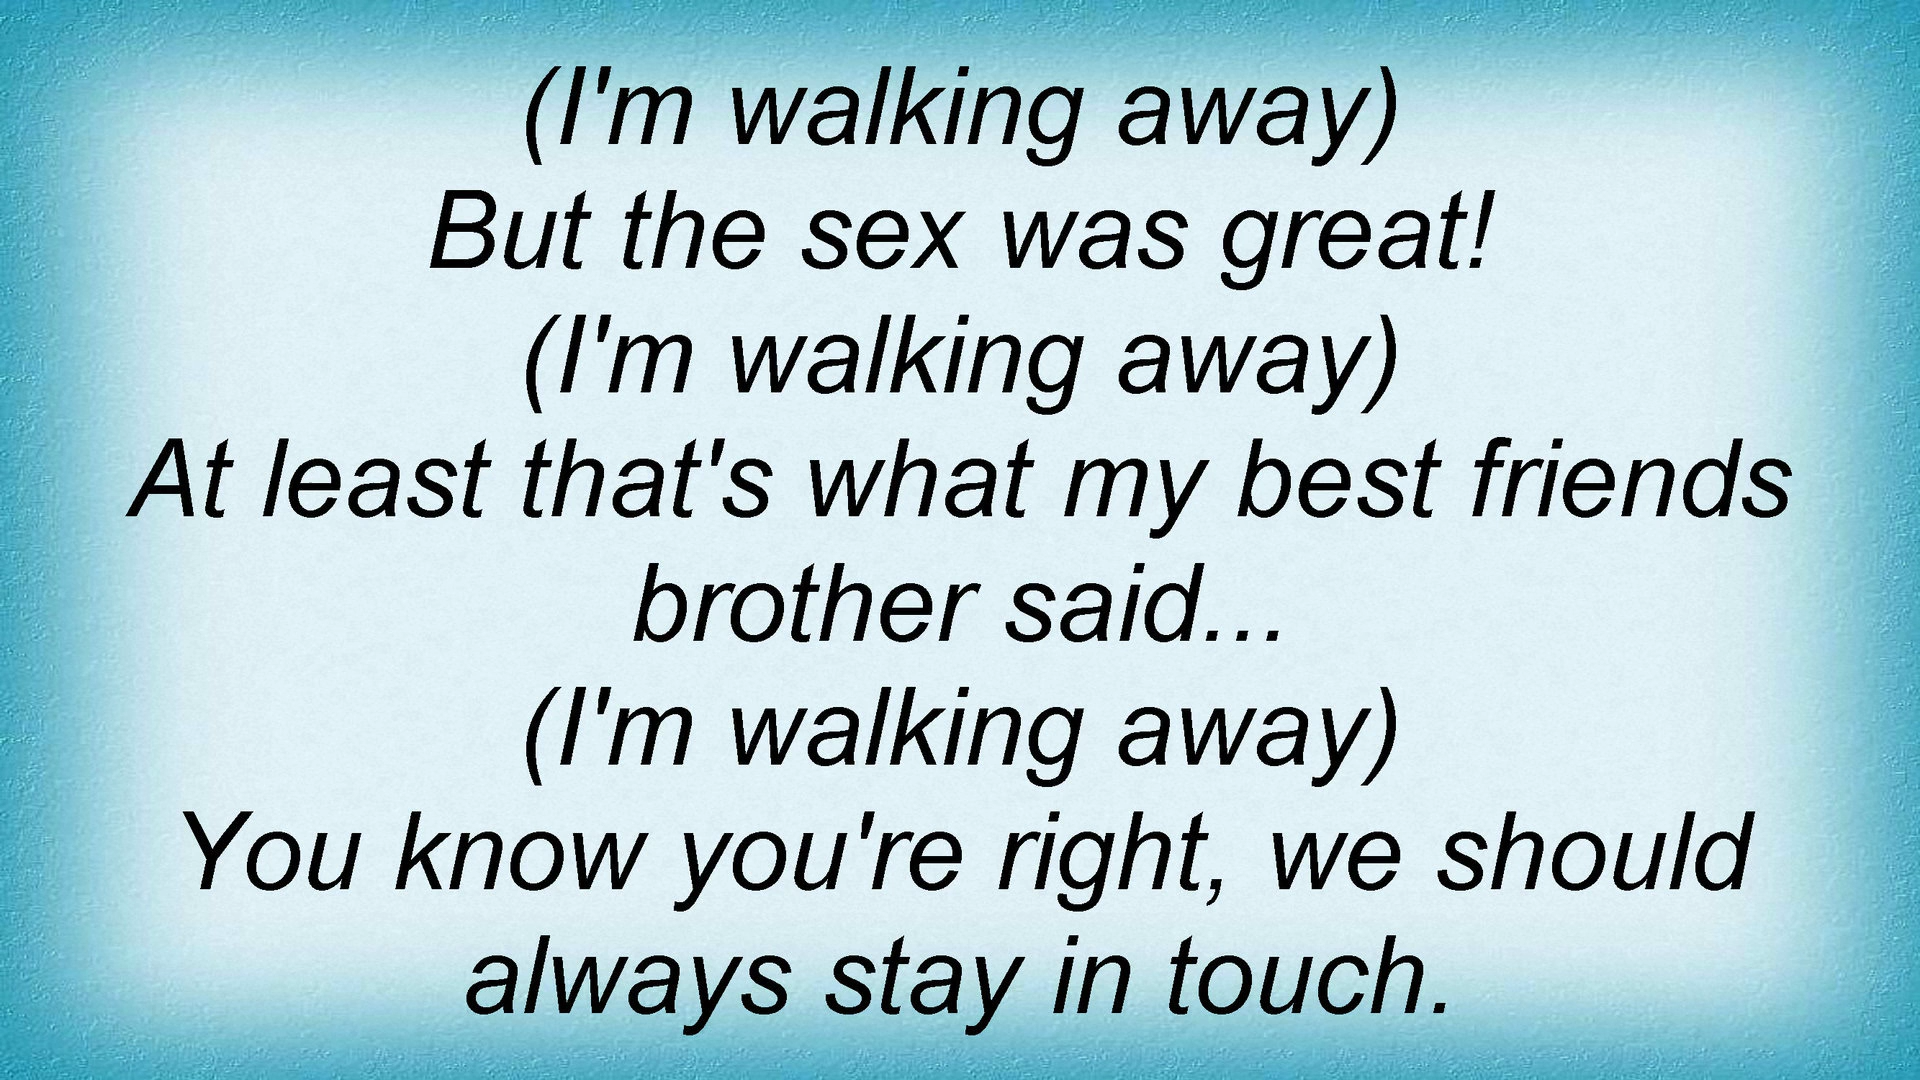 (I'm walking away)
But the sex was great!
(I'm walking away)
At least that's what my best friends
brother said...
(I'm walking away)
You know you're right, we should
always stay in touch.